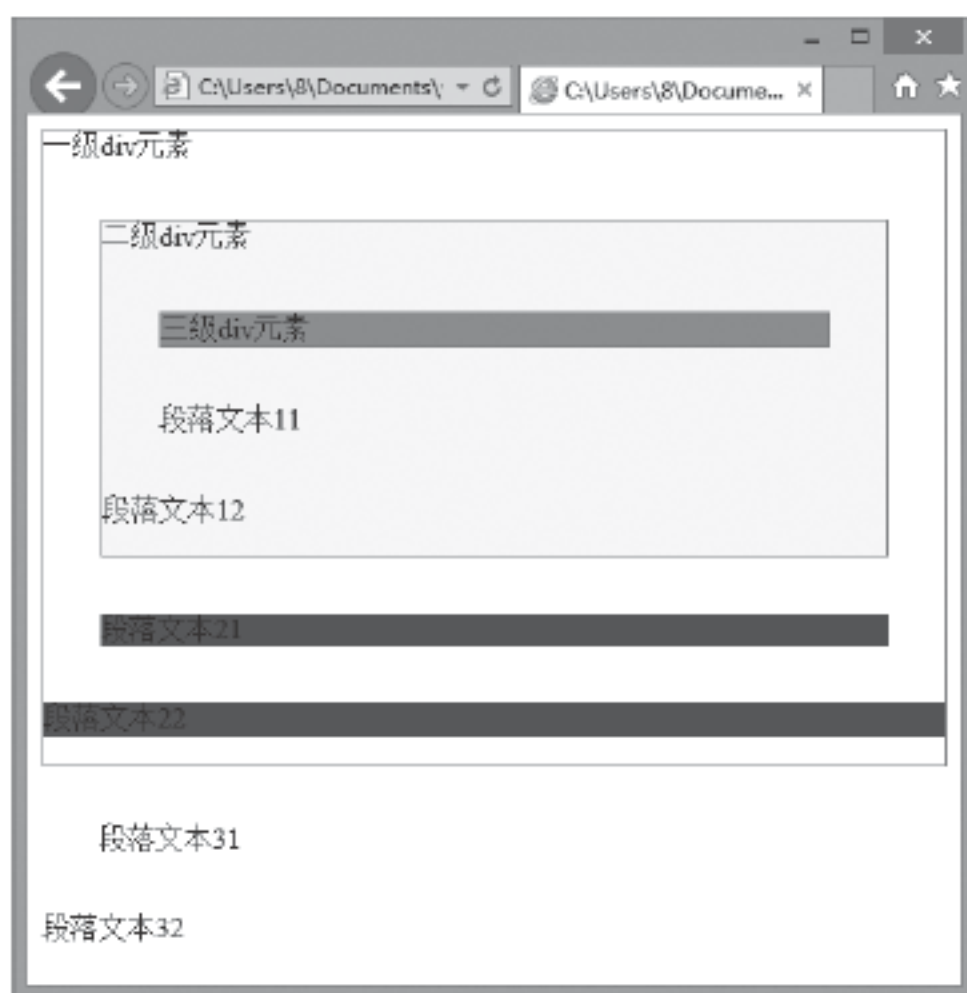 C:\Users\8\Documents\
C:\Users\8\Docume...
一级div元素
二级div元素
三级div元素
段落文本11
段落文本12
段落文本21
段落文本22
段落文本31
段落文本32